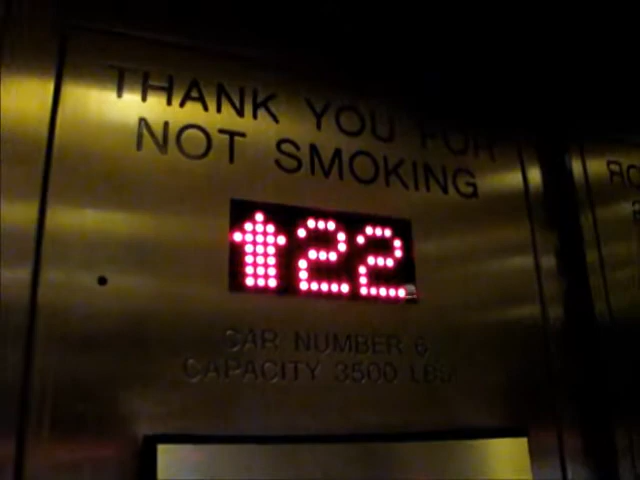 THANK YOU FOR
NOT SMOKING
22
CAR NUMBER 6
CAPACITY 3500 LBS